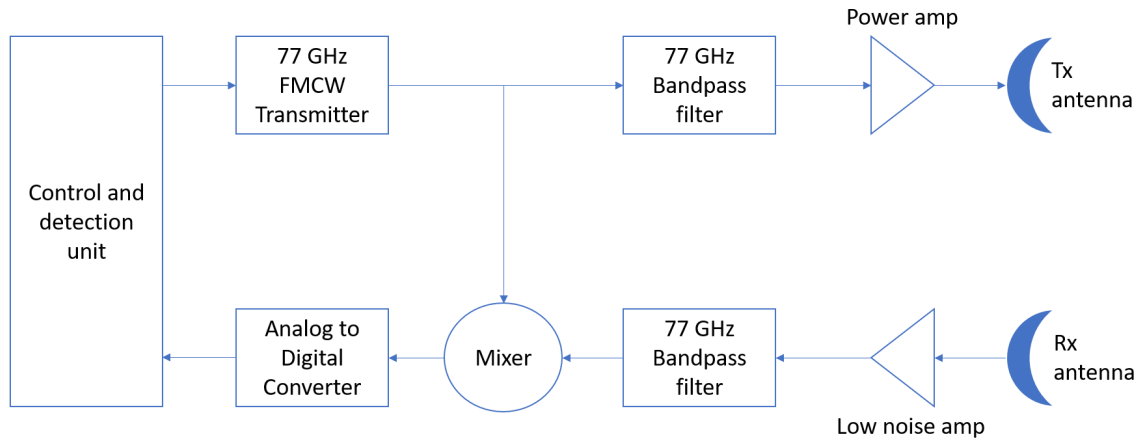 Power amp
77 GHz
FMCW
Transmitter
77 GHz
Bandpass
filter
Tx
antenna
Control and
detection
unit
Analog to
Digital
Converter
Mixer
77 GHz
Bandpass
filter
Rx
antenna
Low noise amp